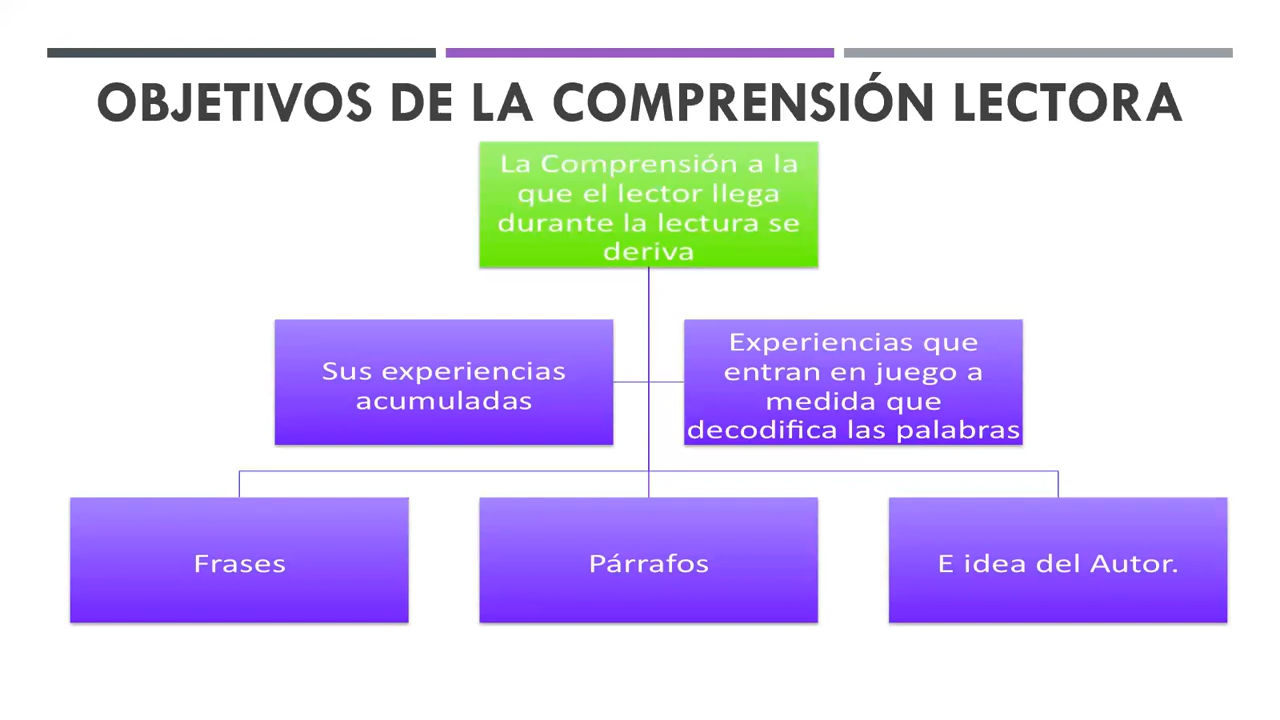 OBJETIVOS DE LA COMPRENSIÓN LECTORA
La Comprensión a la
que el lector llega
durante la lectura se
deriva
Sus experiencias
acumuladas
Experiencias que
entran en juego a
medida que
decodifica las palabras
Frases
Párrafos
E idea del Autor.